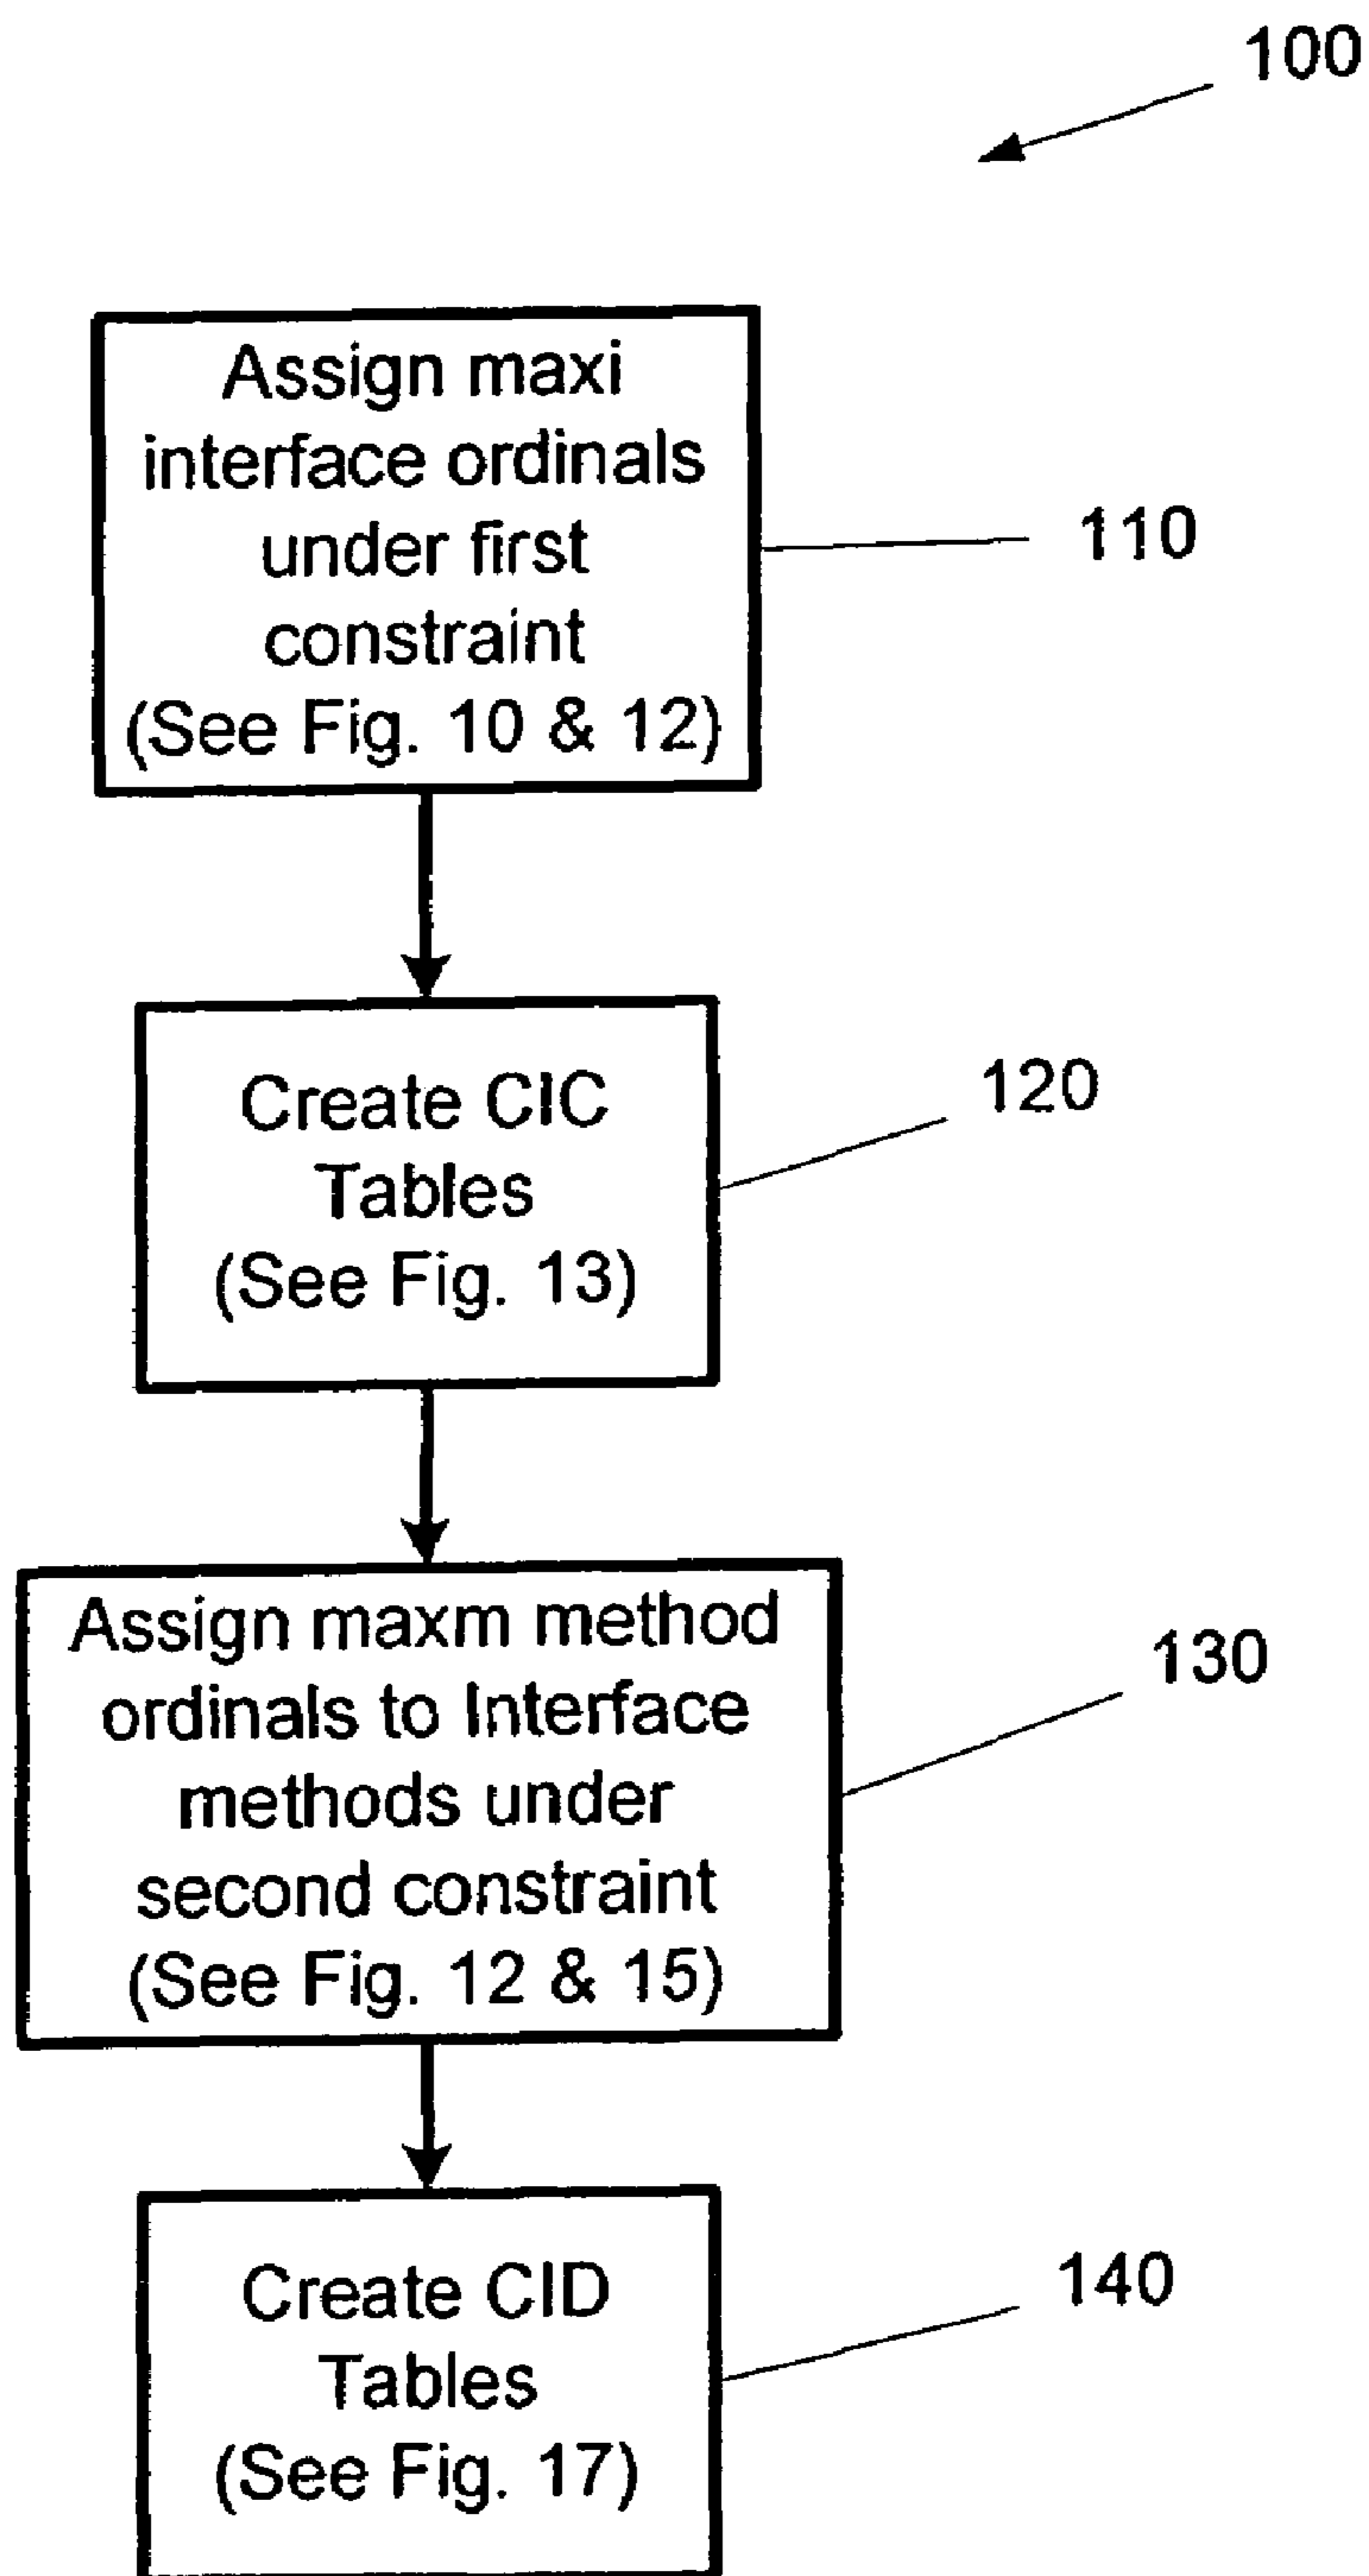 100
Assign maxi
interface ordinals
under first
constraint
(See Fig. 10 & 12)
110
Create CIC
Tables
(See Fig. 13)
120
Assign maxm method
ordinals to Interface
methods under
second constraint
(See Fig. 12 & 15)
130
Create CID
Tables
(See Fig. 17)
140